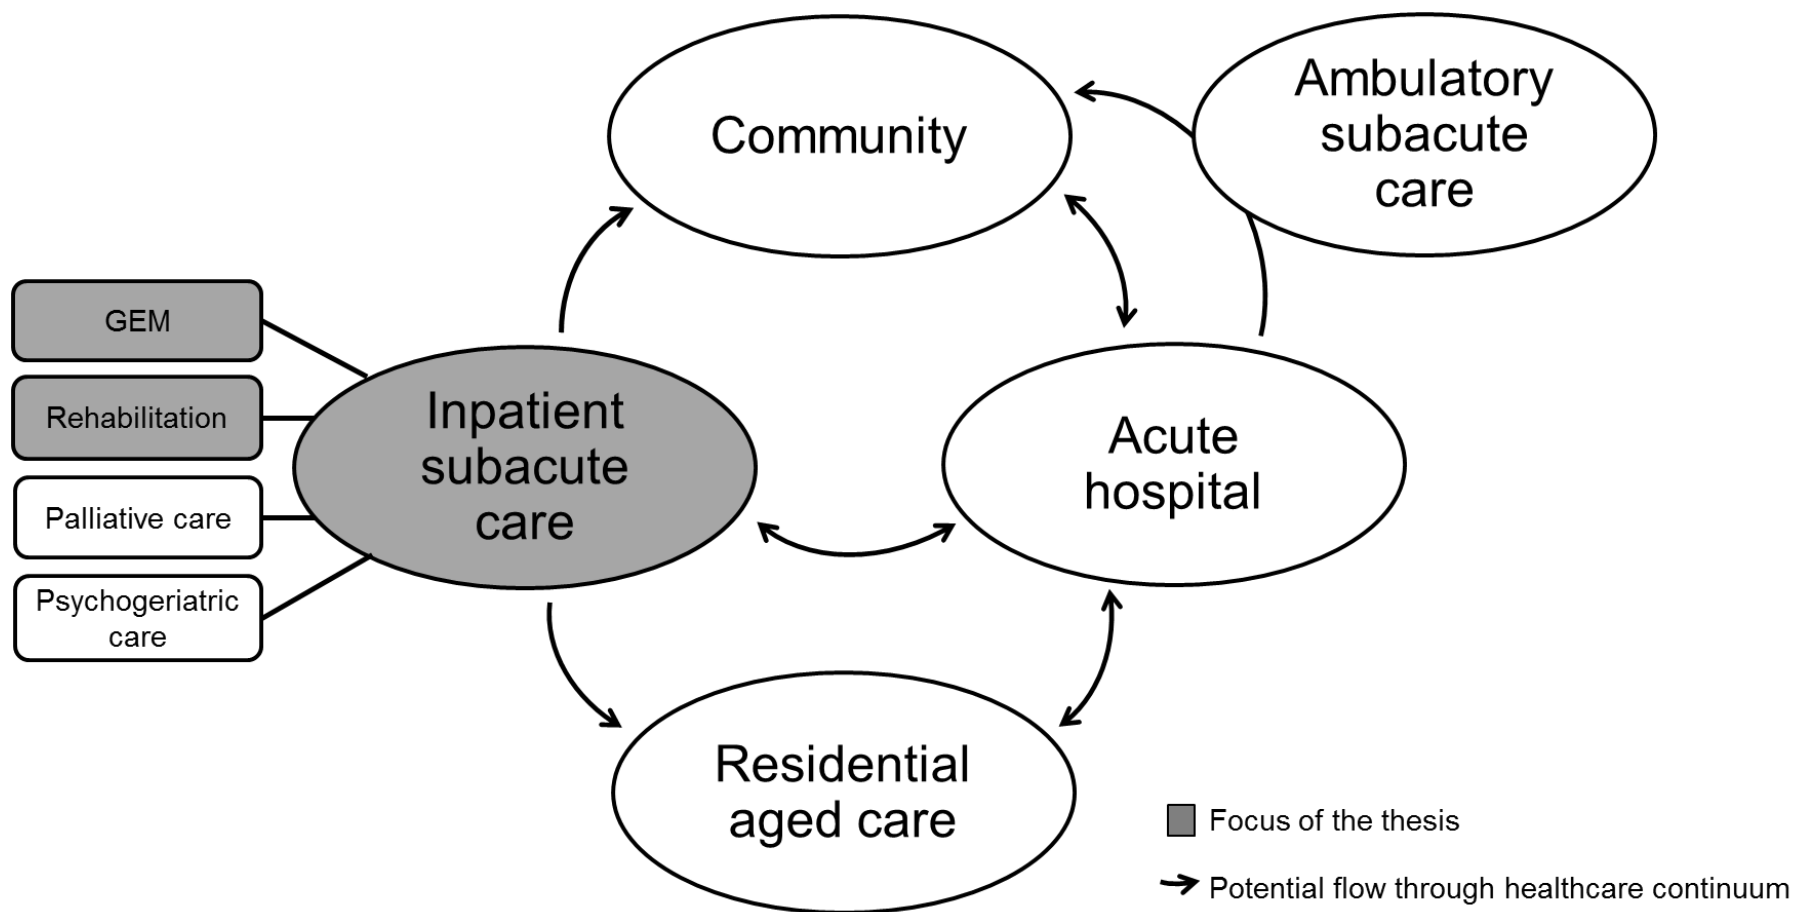 Community
Ambulatory
subacute
care
GEM
Rehabilitation
Palliative care
Psychogeriatric
care
Inpatient
subacute
care
Acute
hospital
Residential
aged care
Focus of the thesis
Potential flow through healthcare continuum